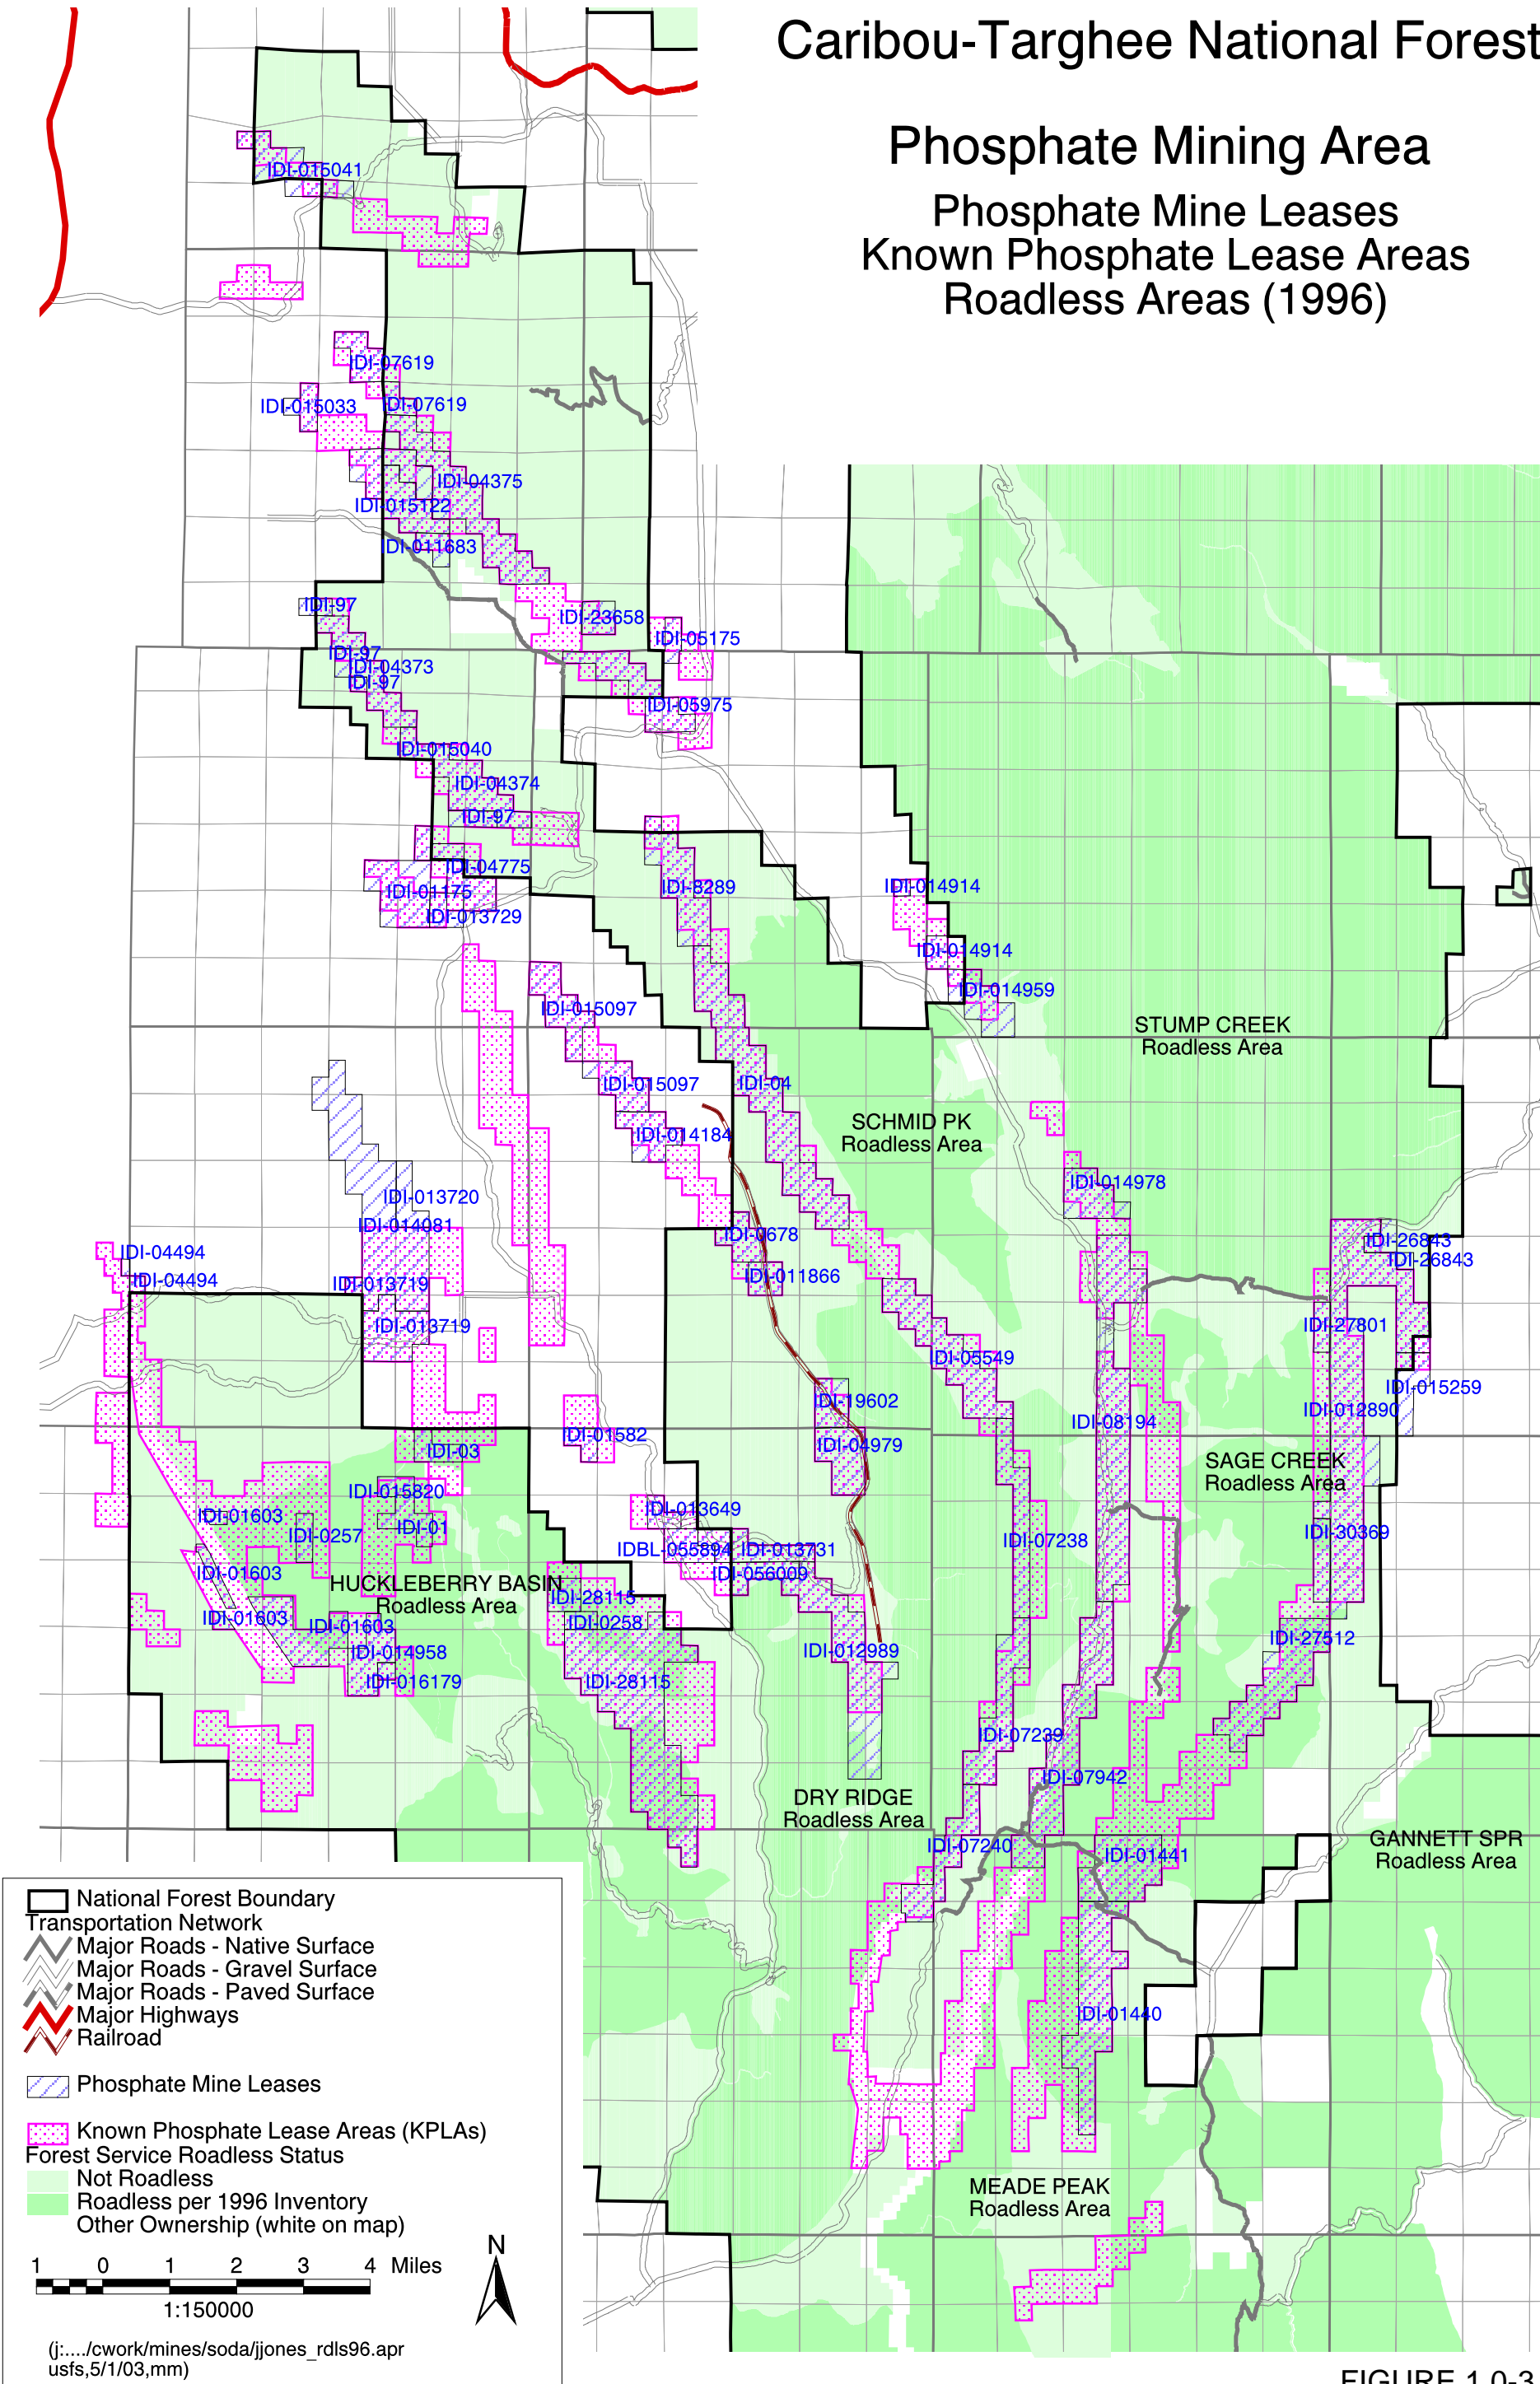 Caribou-Targhee National Forest
Phosphate Mining Area
Phosphate Mine Leases
Known Phosphate Lease Areas
Roadless Areas (1996)
IDI-015041
IDI-07619
IDI-015033
IDI-07619
IDI-04375
IDI-015122
IDI-011683
IDI-97
IDI-23658
IDI-05175
IDI-97
IDI-04373
IDI-97
IDI-05975
IDI-015040
IDI-04374
IDI-97
IDI-04775
IDI-01175
IDI-8289
IDI-014914
IDI-013729
IDI-014914
IDI-014959
IDI-015097
STUMP CREEK
Roadless Area
IDI-015097
IDI-04
SCHMID PK
Roadless Area
IDI-014184
IDI-014978
IDI-013720
IDI-014081
IDI-0678
IDI-26843
IDI-26843
IDI-04494
IDI-04494
IDI-013719
IDI-011866
IDI-013719
IDI-27801
IDI-05549
IDI-015259
IDI-19602
IDI-012890
IDI-08194
IDI-01582
IDI-04979
IDI-03
SAGE CREEK
Roadless Area
IDI-015820
IDI-01603
IDI-0257
IDI-01
IDI-013649
IDI-30369
IDI-07238
IDBL-055894
IDI-013731
IDI-01603
IDI-056009
HUCKLEBERRY BASIN
Roadless Area
IDI-28115
IDI-01603
IDI-01603
IDI-0258
IDI-27512
IDI-014958
IDI-012989
IDI-016179
IDI-28115
IDI-07239
IDI-07942
DRY RIDGE
Roadless Area
IDI-07240
IDI-01441
GANNETT SPR
Roadless Area
IDI-01440
MEADE PEAK
Roadless Area
National Forest Boundary
Transportation Network
Major Roads - Native Surface
Major Roads - Gravel Surface
Major Roads - Paved Surface
Major Highways
Railroad
Phosphate Mine Leases
Known Phosphate Lease Areas (KPLAs)
Forest Service Roadless Status
Not Roadless
Roadless per 1996 Inventory
Other Ownership (white on map)
N
1 0 1 2 3 4 Miles
1:150000
(j:..../cwork/mines/soda/jjones_rdls96.apr
usfs,5/1/03,mm)
FIGURE 1.0-3